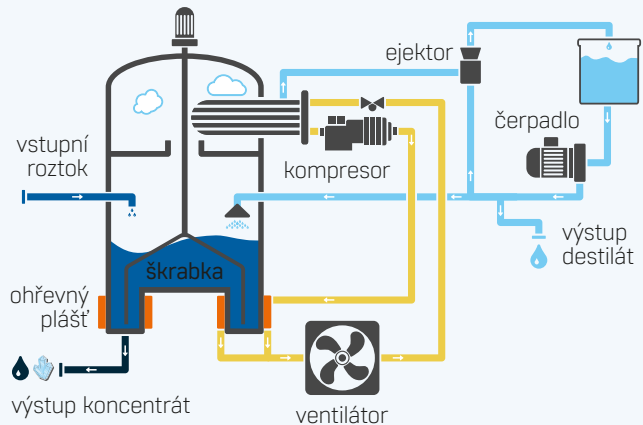 ejektor
čerpadlo
vstupní
roztok
kompresor
výstup
destilát
škrabka
ohřevný
plášť
výstup koncentrát
ventilátor